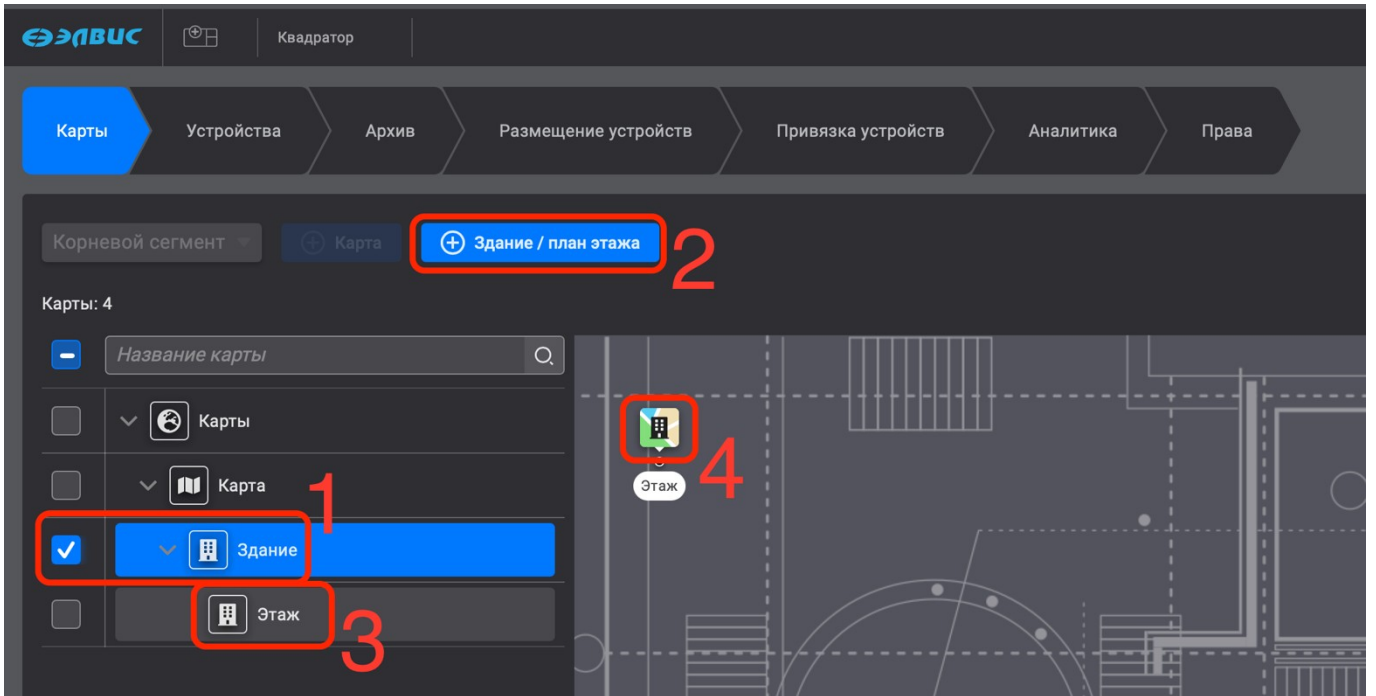 ЭЛВИС
Квадратор
Карты
Устройства
Архив
Размещение устройств
Привязка устройств
Аналитика
Права
Корневой сегмент
Карта
Здание / план этажа
2
Карты: 4
Название карты
Карты
4
Этаж
Карта
1
Здание
Этаж
3